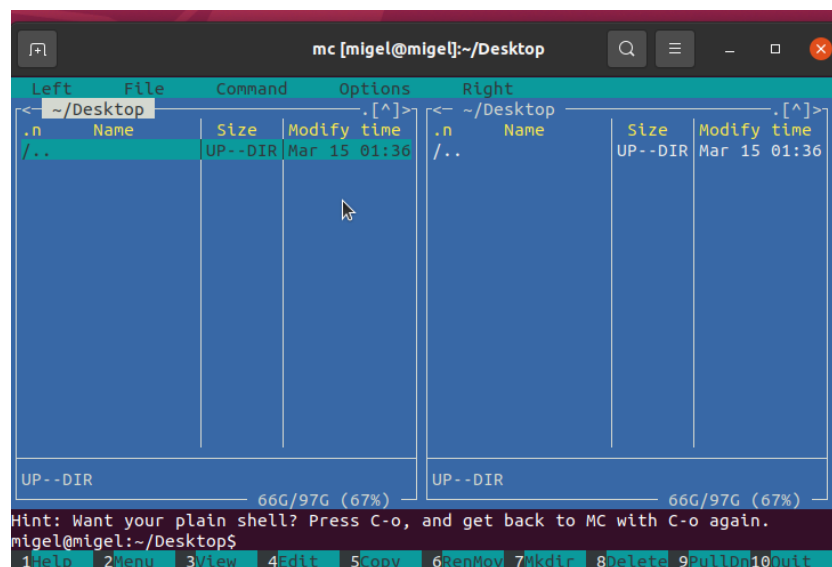 mc [migel@migel]:~/Desktop
Left File Command Options Right
<─ ~/Desktop ─.[^]>
.n Name Size Modify time
/.. UP--DIR Mar 15 01:36
UP--DIR
66G/97G (67%)
<─ ~/Desktop ─.[^]>
.n Name Size Modify time
/.. UP--DIR Mar 15 01:36
UP--DIR
66G/97G (67%)
Hint: Want your plain shell? Press C-o, and get back to MC with C-o again.
migel@migel:~/Desktop$
1Help 2Menu 3View 4Edit 5Copy 6RenMov 7Mkdir 8Delete 9PullDn 10Quit